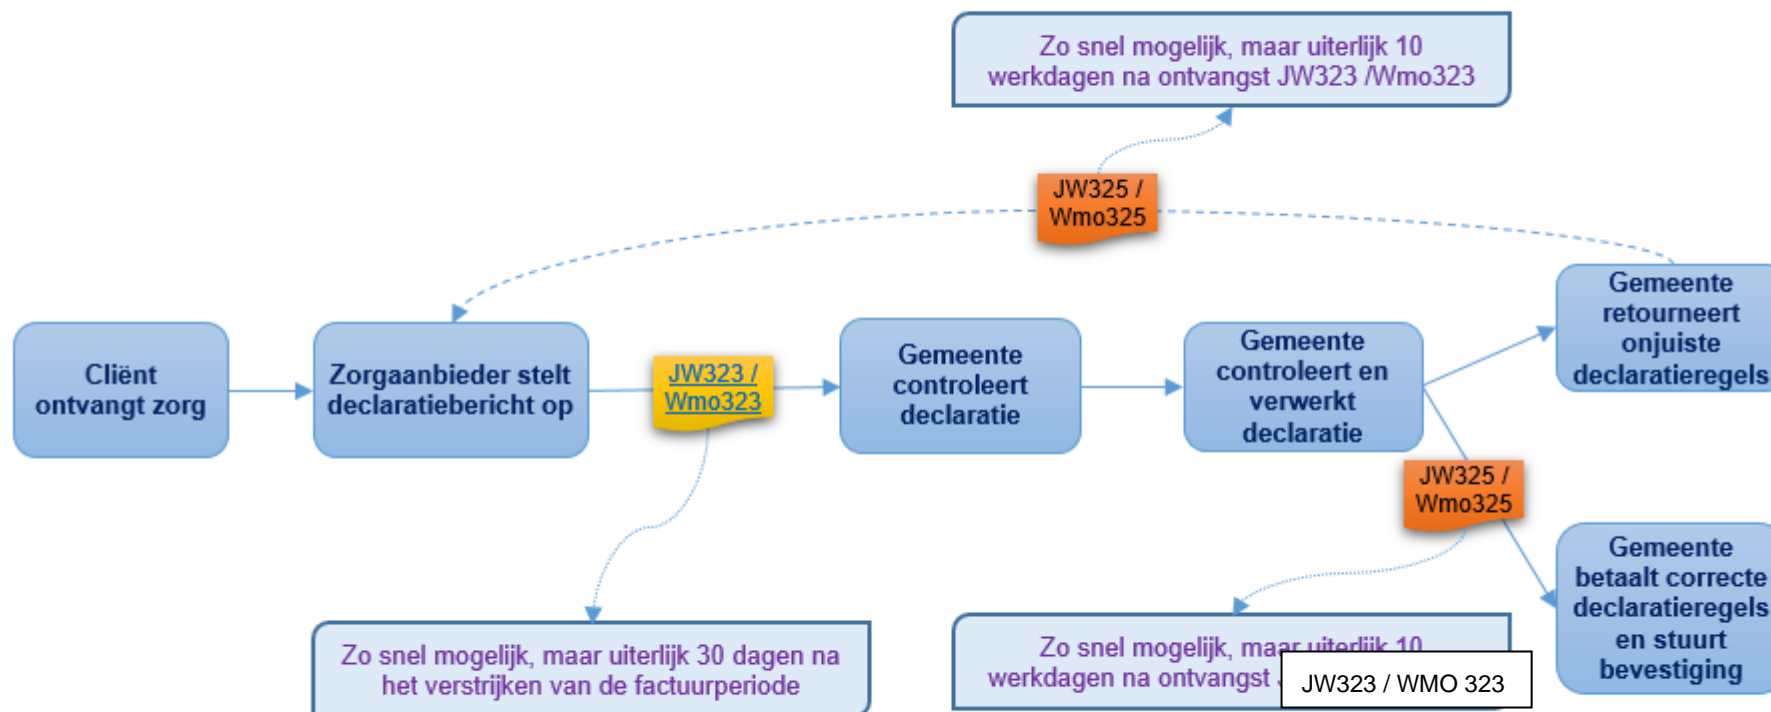 Zo snel mogelijk, maar uiterlijk 10
werkdagen na ontvangst JW323 /Wmo323
JW325 /
Wmo325
Cliënt
ontvangt zorg
Zorgaanbieder stelt
declaratiebericht op
JW323 /
Wmo323
Gemeente
controleert
declaratie
Gemeente
controleert en
verwerkt
declaratie
Gemeente
retourneert
onjuiste
declaratieregels
JW325 /
Wmo325
Gemeente
betaalt correcte
declaratieregels
en stuurt
bevestiging
Zo snel mogelijk, maar uiterlijk 30 dagen na
het verstrijken van de factuurperiode
Zo snel mogelijk, maar uiterlijk 10
werkdagen na ontvangst
JW323 / WMO 323